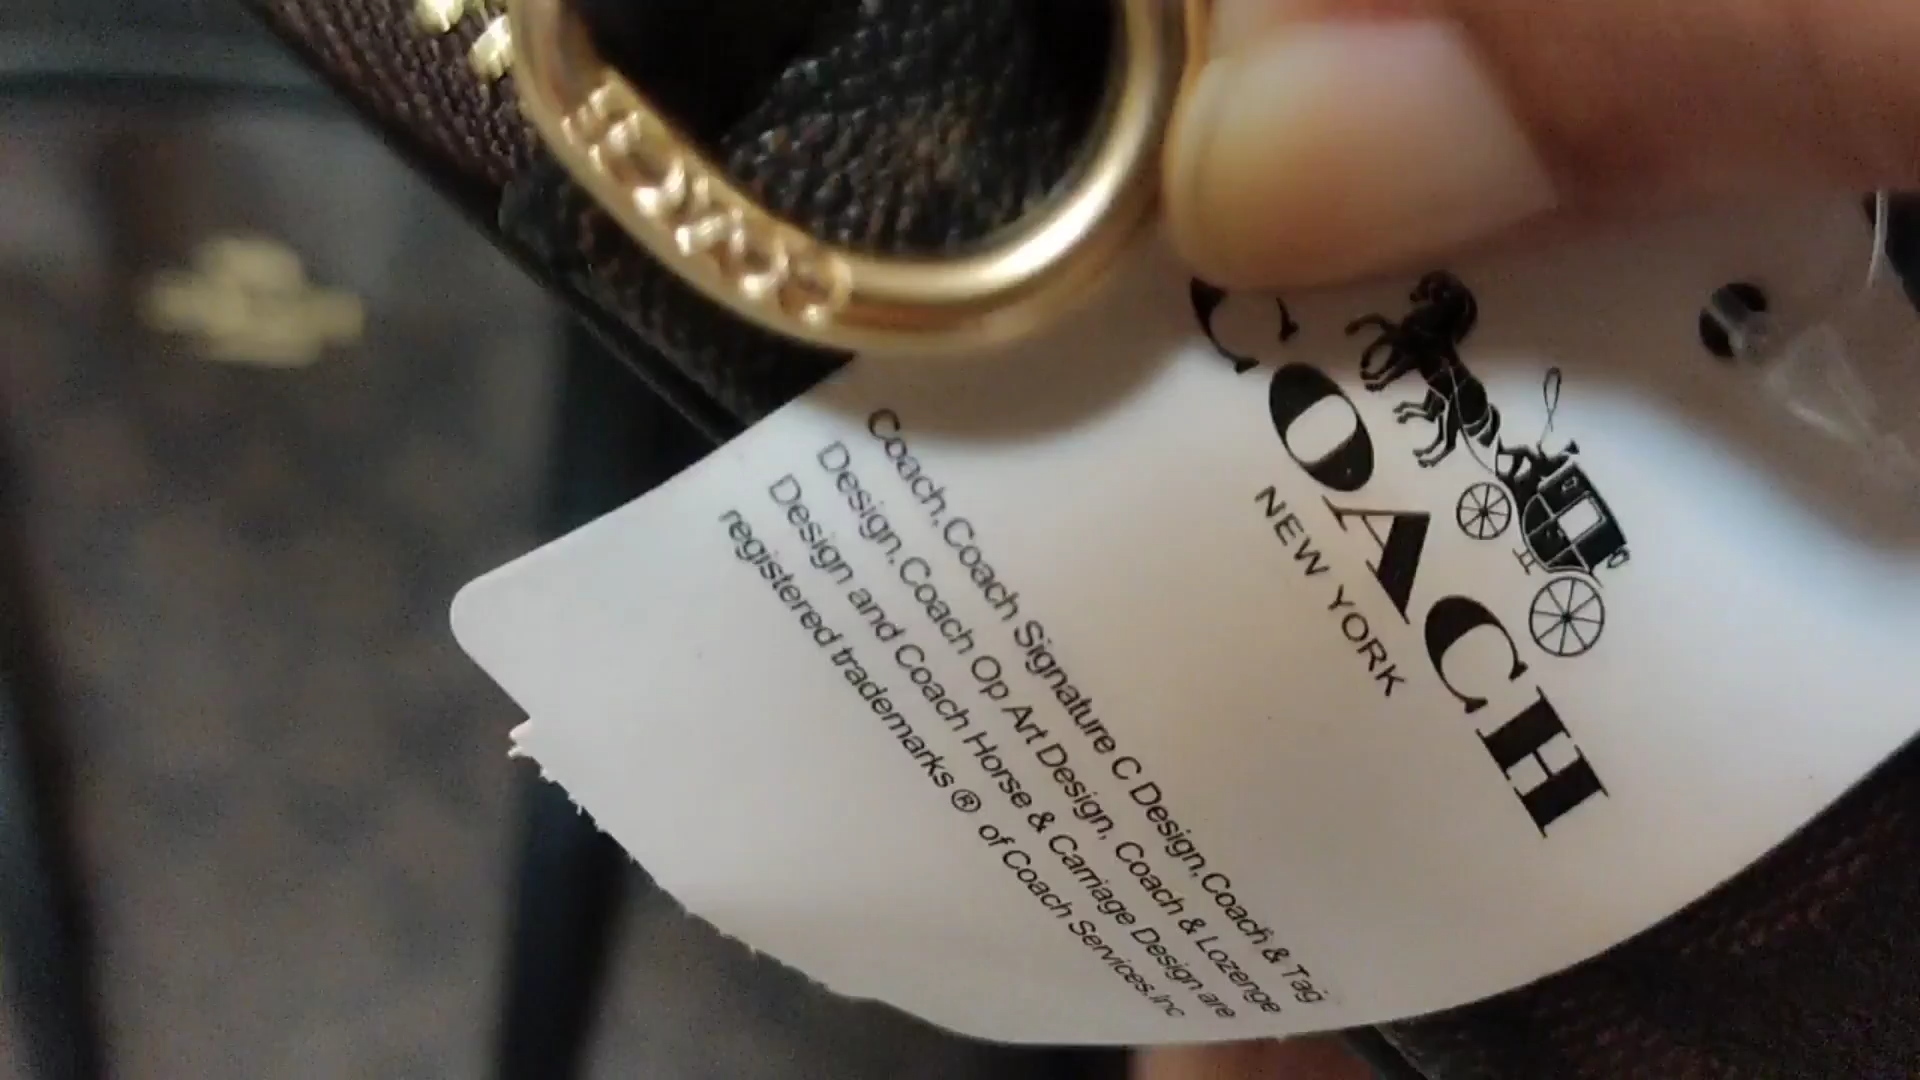 COACH
NEW YORK
Coach, Coach Signature C Design, Coach & Tag
Design, Coach Op Art Design, Coach & Lozenge
Design and Coach Horse & Carriage Design are
registered trademarks ® of Coach Services.Inc